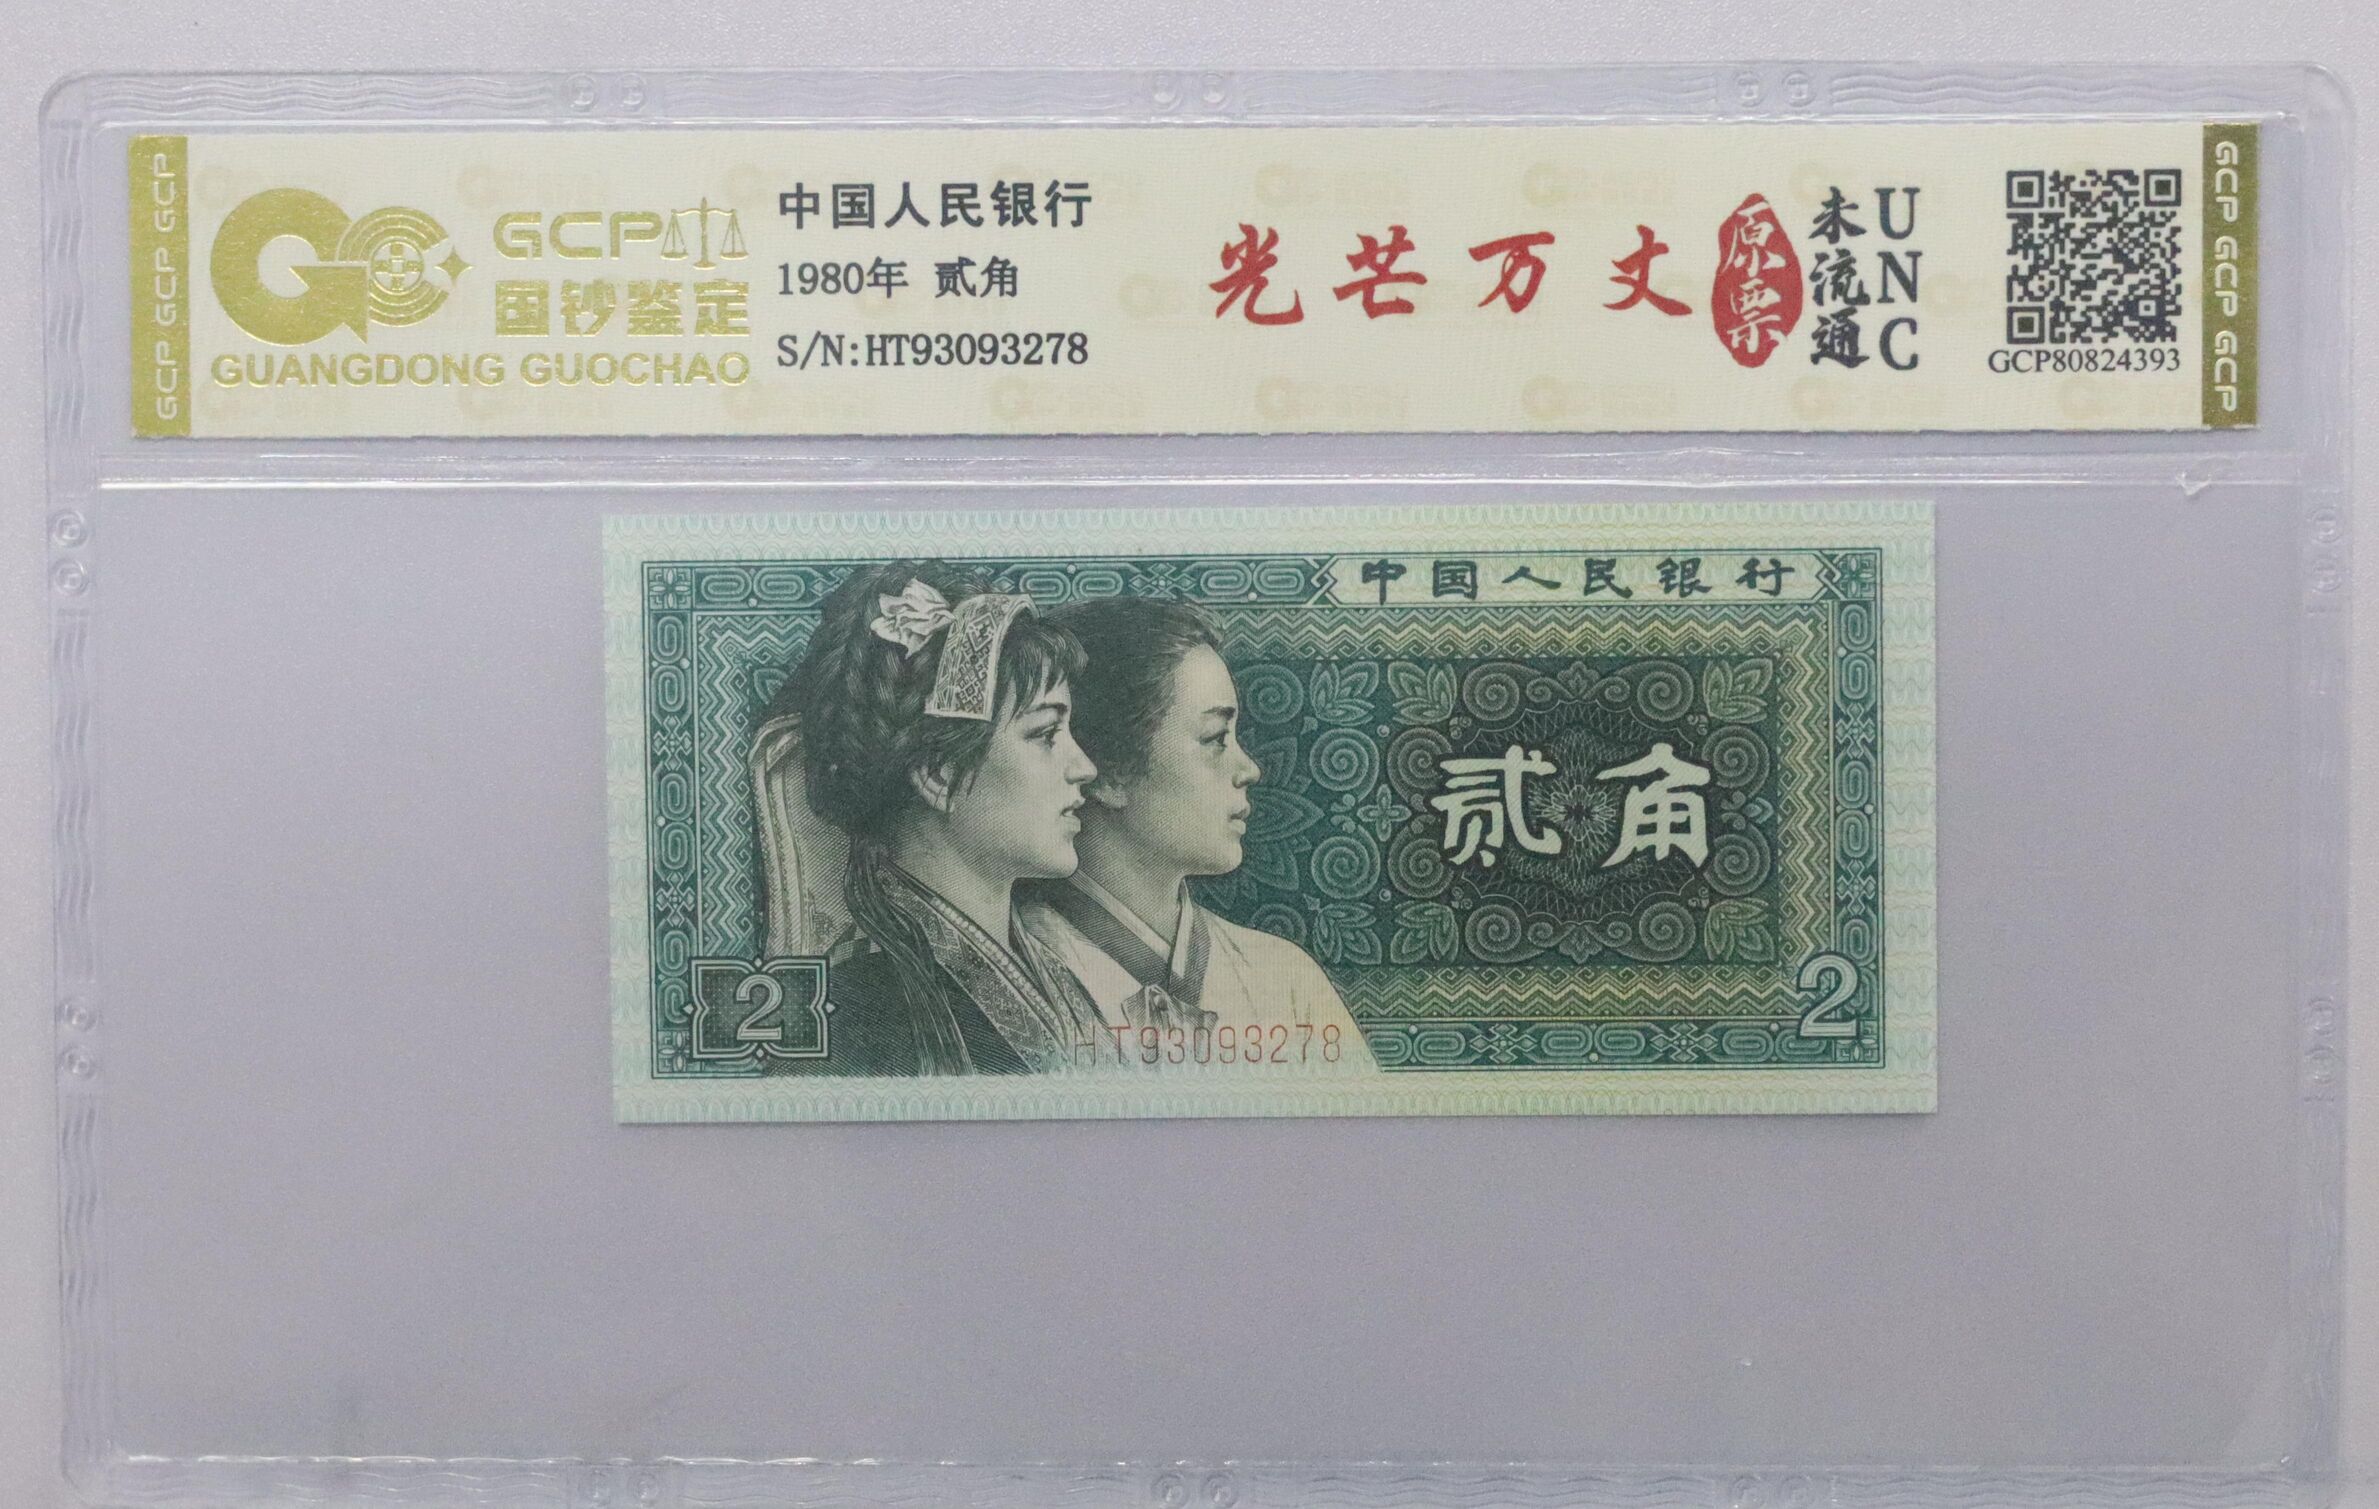 GCP GCP GCP
GCP
国钞鉴定
GUANGDONG GUOCHAO
中国人民银行
1980年 贰角
S/N:HT93093278
光芒万丈
原票
未流通
UNC
GCP80824393
GCP GCP GCP
中国人民银行
贰角
2
2
HT93093278